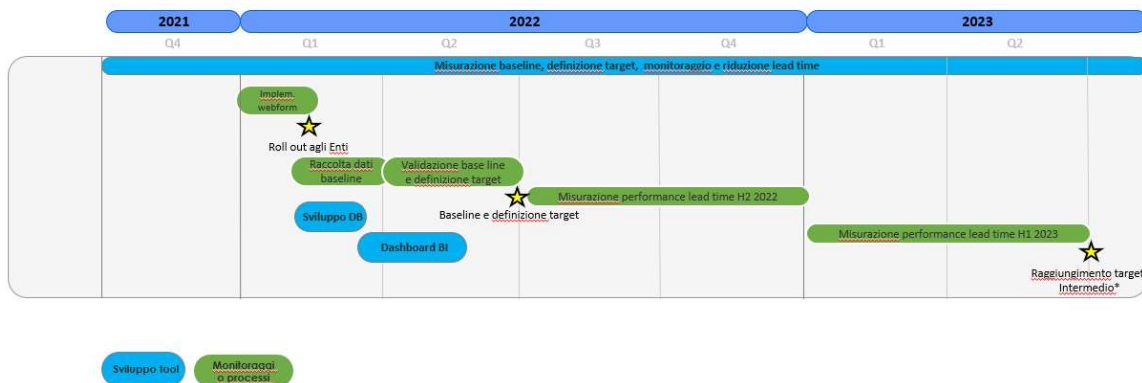 2021 2022 2023
Q4 Q1 Q2 Q3 Q4 Q1 Q2
Misurazione baseline, definizione target, monitoraggio e riduzione lead time
Implem.
webform
Roll out agli Enti
Raccolta dati
baseline
Validazione base line
e definizione target
Misurazione performance lead time H2 2022
Baseline e definizione target
Sviluppo DB
Dashboard BI
Misurazione performance lead time H1 2023
Raggiungimento target
Intermedio*
Sviluppo tool
Monitoraggi
o processi